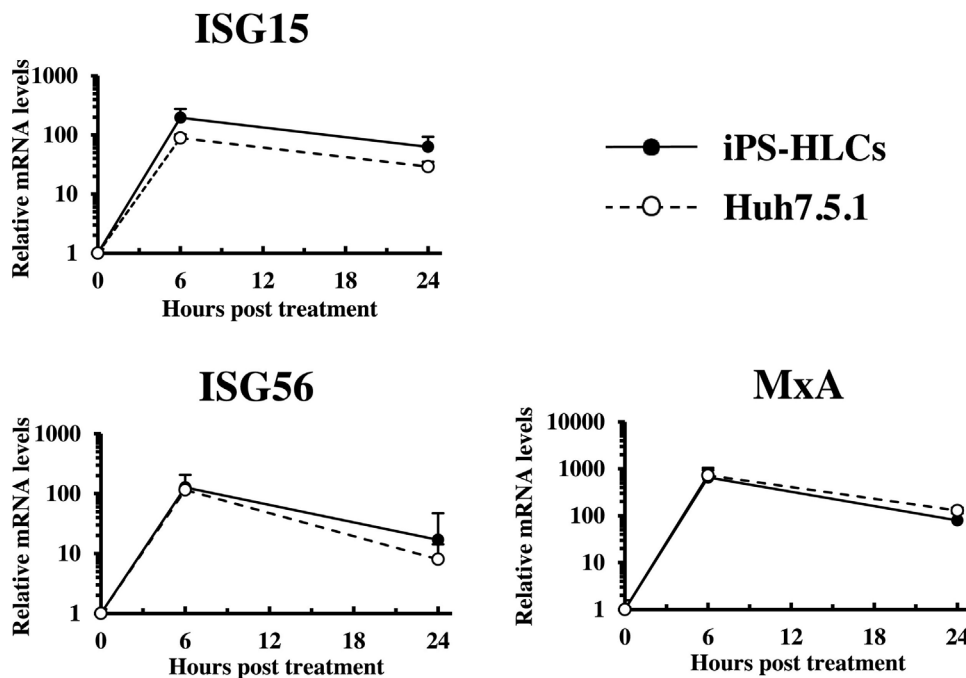 ISG15
Relative mRNA levels
1000
100
10
1
0 6 12 18 24
Hours post treatment
iPS-HLCs
Huh7.5.1
ISG56
Relative mRNA levels
1000
100
10
1
0 6 12 18 24
Hours post treatment
MxA
Relative mRNA levels
10000
1000
100
10
1
0 6 12 18 24
Hours post treatment